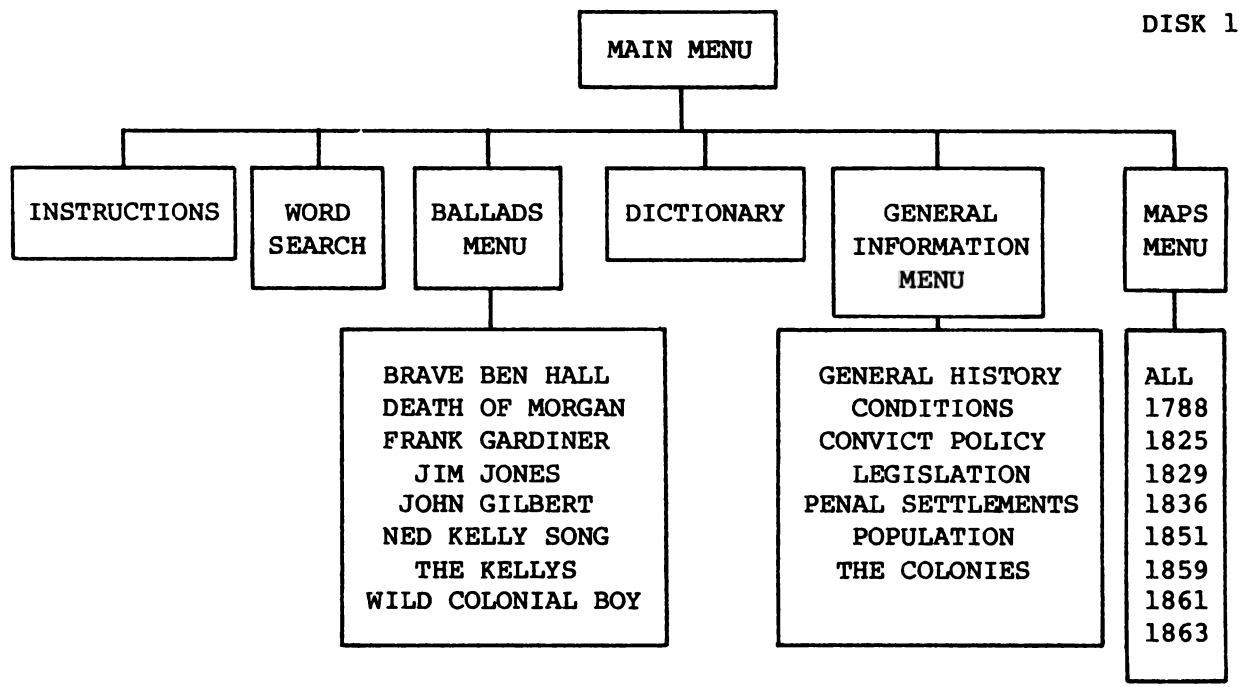 DISK 1
MAIN MENU
INSTRUCTIONS
WORD
SEARCH
BALLADS
MENU
DICTIONARY
GENERAL
INFORMATION
MENU
MAPS
MENU
BRAVE BEN HALL
DEATH OF MORGAN
FRANK GARDINER
JIM JONES
JOHN GILBERT
NED KELLY SONG
THE KELLYS
WILD COLONIAL BOY
GENERAL HISTORY
CONDITIONS
CONVICT POLICY
LEGISLATION
PENAL SETTLEMENTS
POPULATION
THE COLONIES
ALL
1788
1825
1829
1836
1851
1859
1861
1863